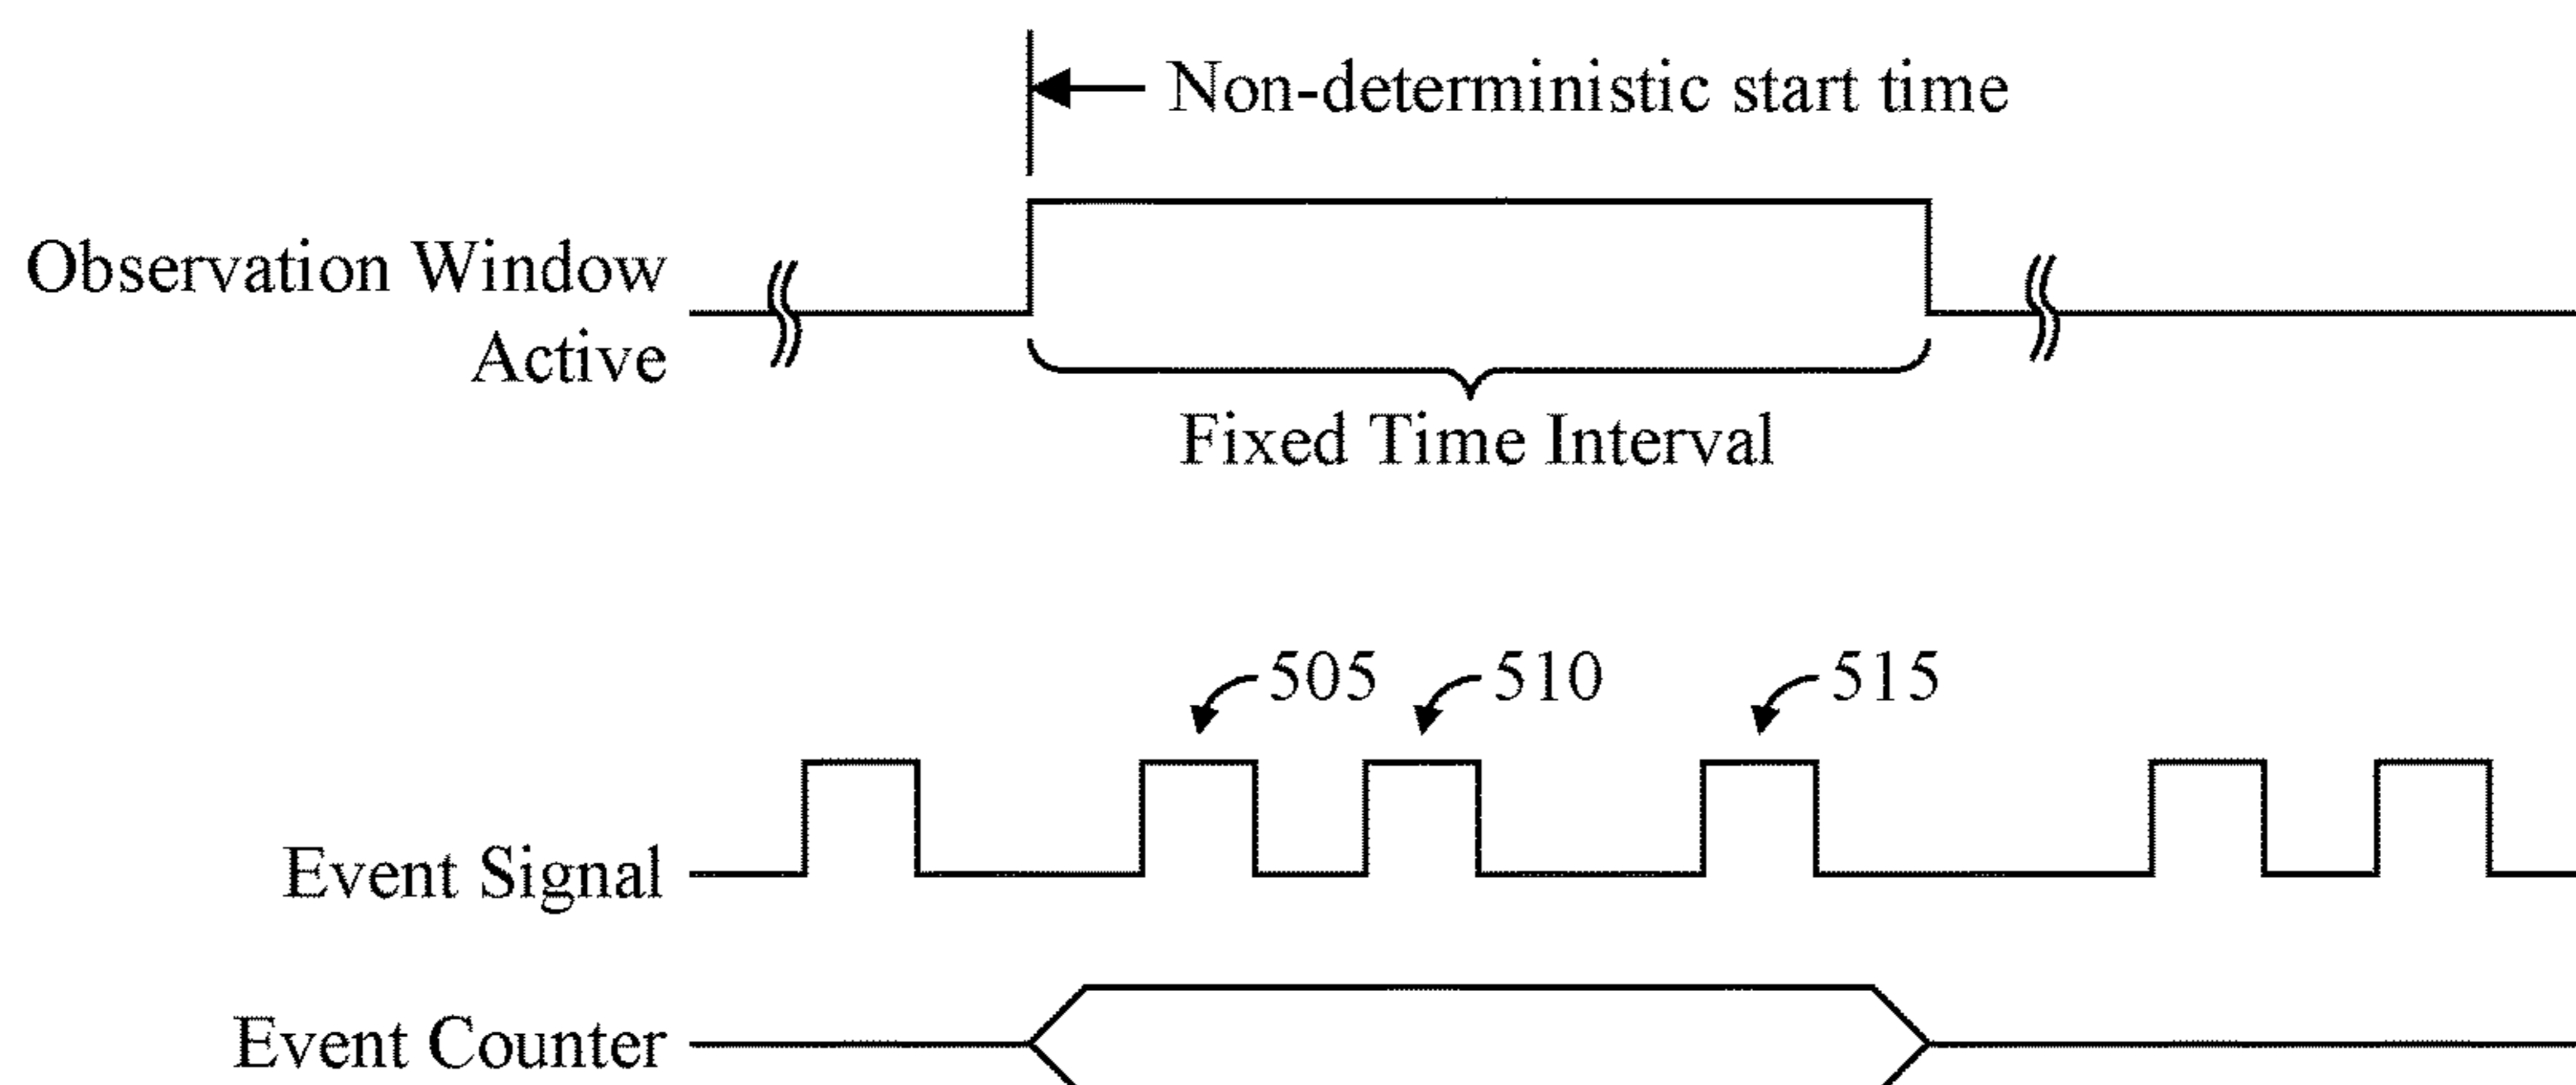 Non-deterministic start time
Observation Window
Active
Fixed Time Interval
505
510
515
Event Signal
Event Counter